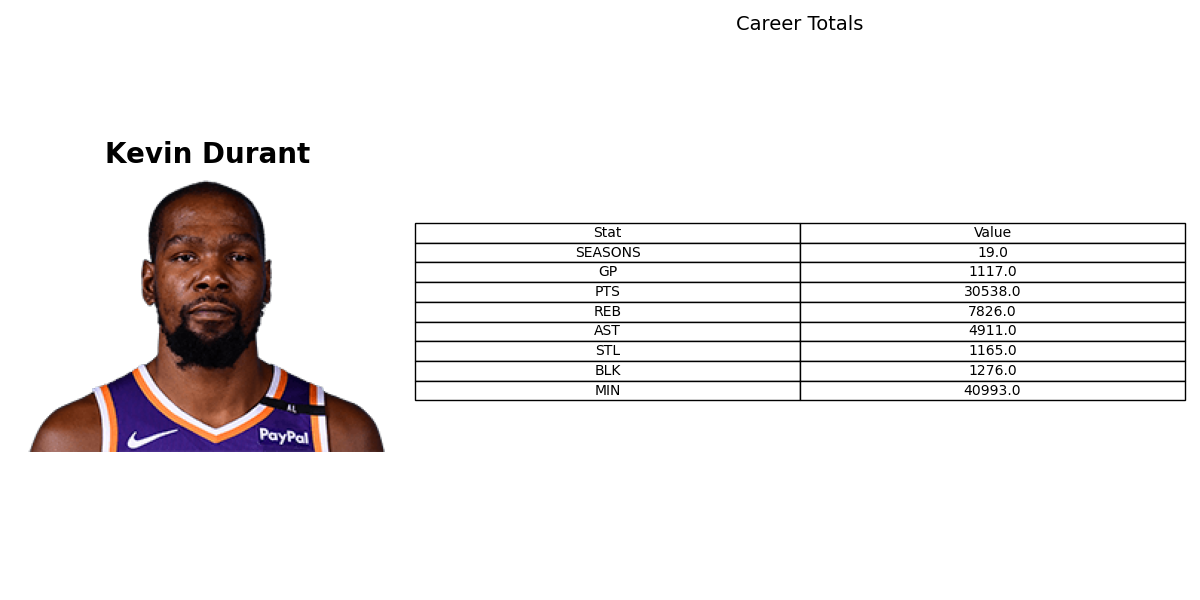 Career Totals
Kevin Durant
Stat Value
SEASONS 19.0
GP 1117.0
PTS 30538.0
REB 7826.0
AST 4911.0
STL 1165.0
BLK 1276.0
MIN 40993.0
AL
PayPal